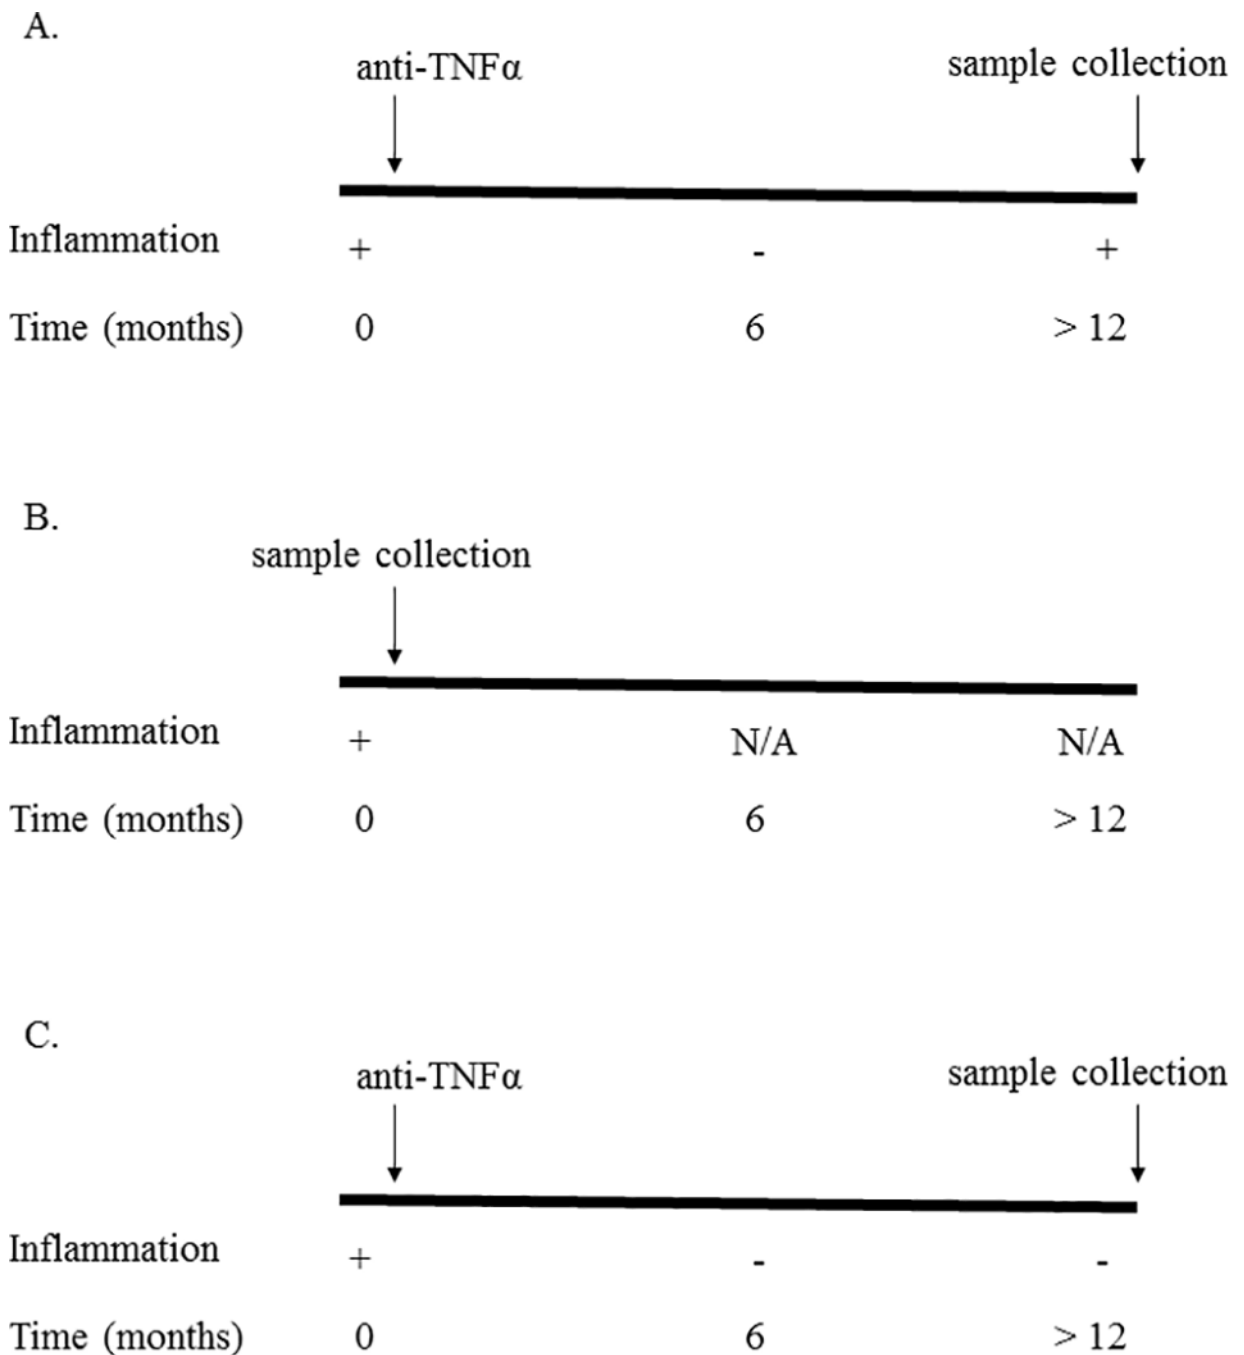 A.
anti-TNFα sample collection
Inflammation + - +
Time (months) 0 6 > 12
B.
sample collection
Inflammation + N/A N/A
Time (months) 0 6 > 12
C.
anti-TNFα sample collection
Inflammation + - -
Time (months) 0 6 > 12